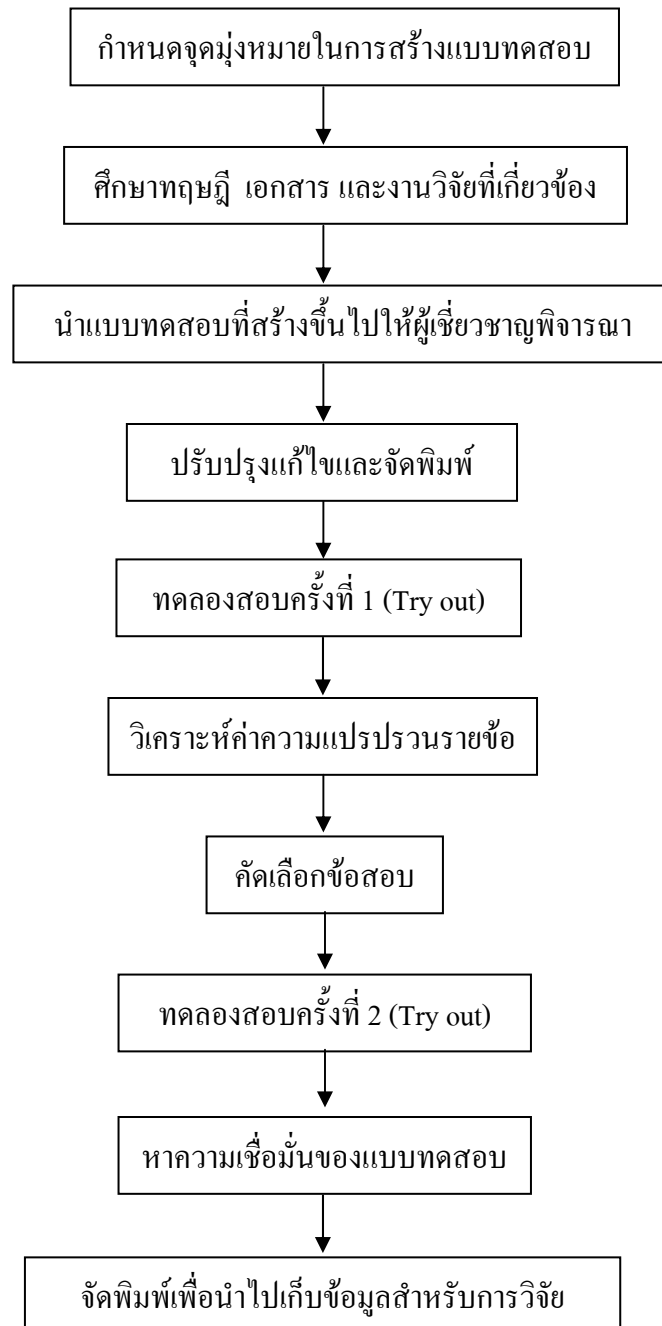 กำหนดจุดมุ่งหมายในการสร้างแบบทดสอบ
ศึกษาทฤษฎี เอกสาร และงานวิจัยที่เกี่ยวข้อง
นำแบบทดสอบที่สร้างขึ้นไปให้ผู้เชี่ยวชาญพิจารณา
ปรับปรุงแก้ไขและจัดพิมพ์
ทดลองสอบครั้งที่ 1 (Try out)
วิเคราะห์ค่าความแปรปรวนรายข้อ
คัดเลือกข้อสอบ
ทดลองสอบครั้งที่ 2 (Try out)
หาความเชื่อมั่นของแบบทดสอบ
จัดพิมพ์เพื่อนำไปเก็บข้อมูลสำหรับการวิจัย